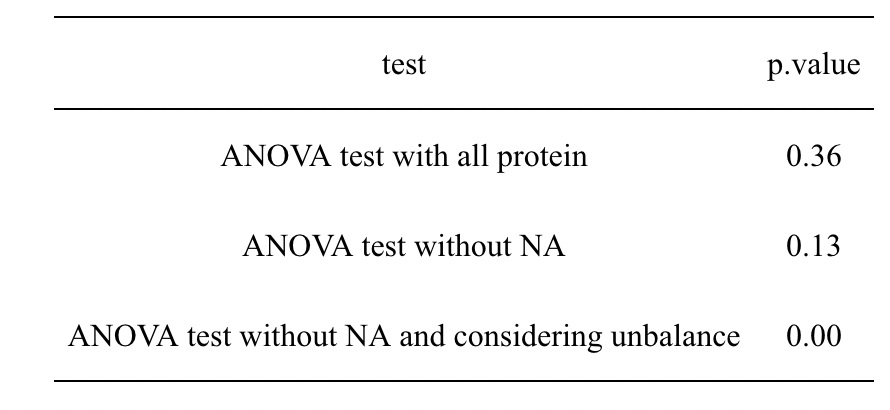 test p.value
ANOVA test with all protein 0.36
ANOVA test without NA 0.13
ANOVA test without NA and considering unbalance 0.00